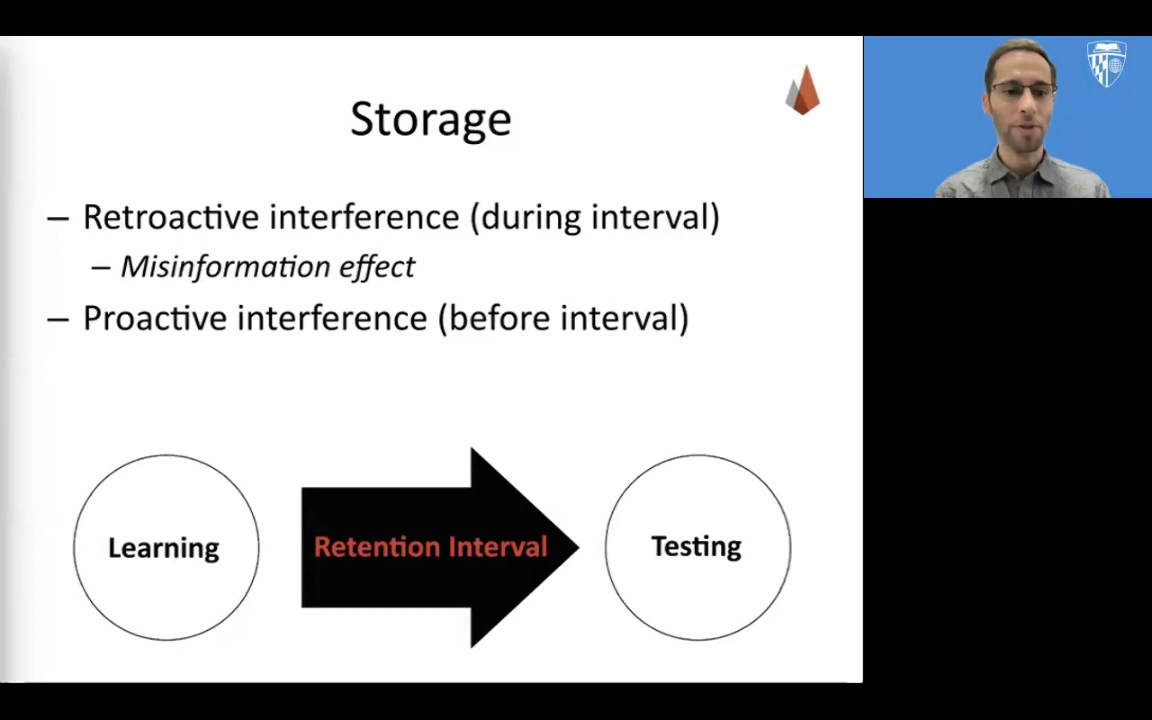 Storage
– Retroactive interference (during interval)
– Misinformation effect
– Proactive interference (before interval)
Learning
Retention Interval
Testing